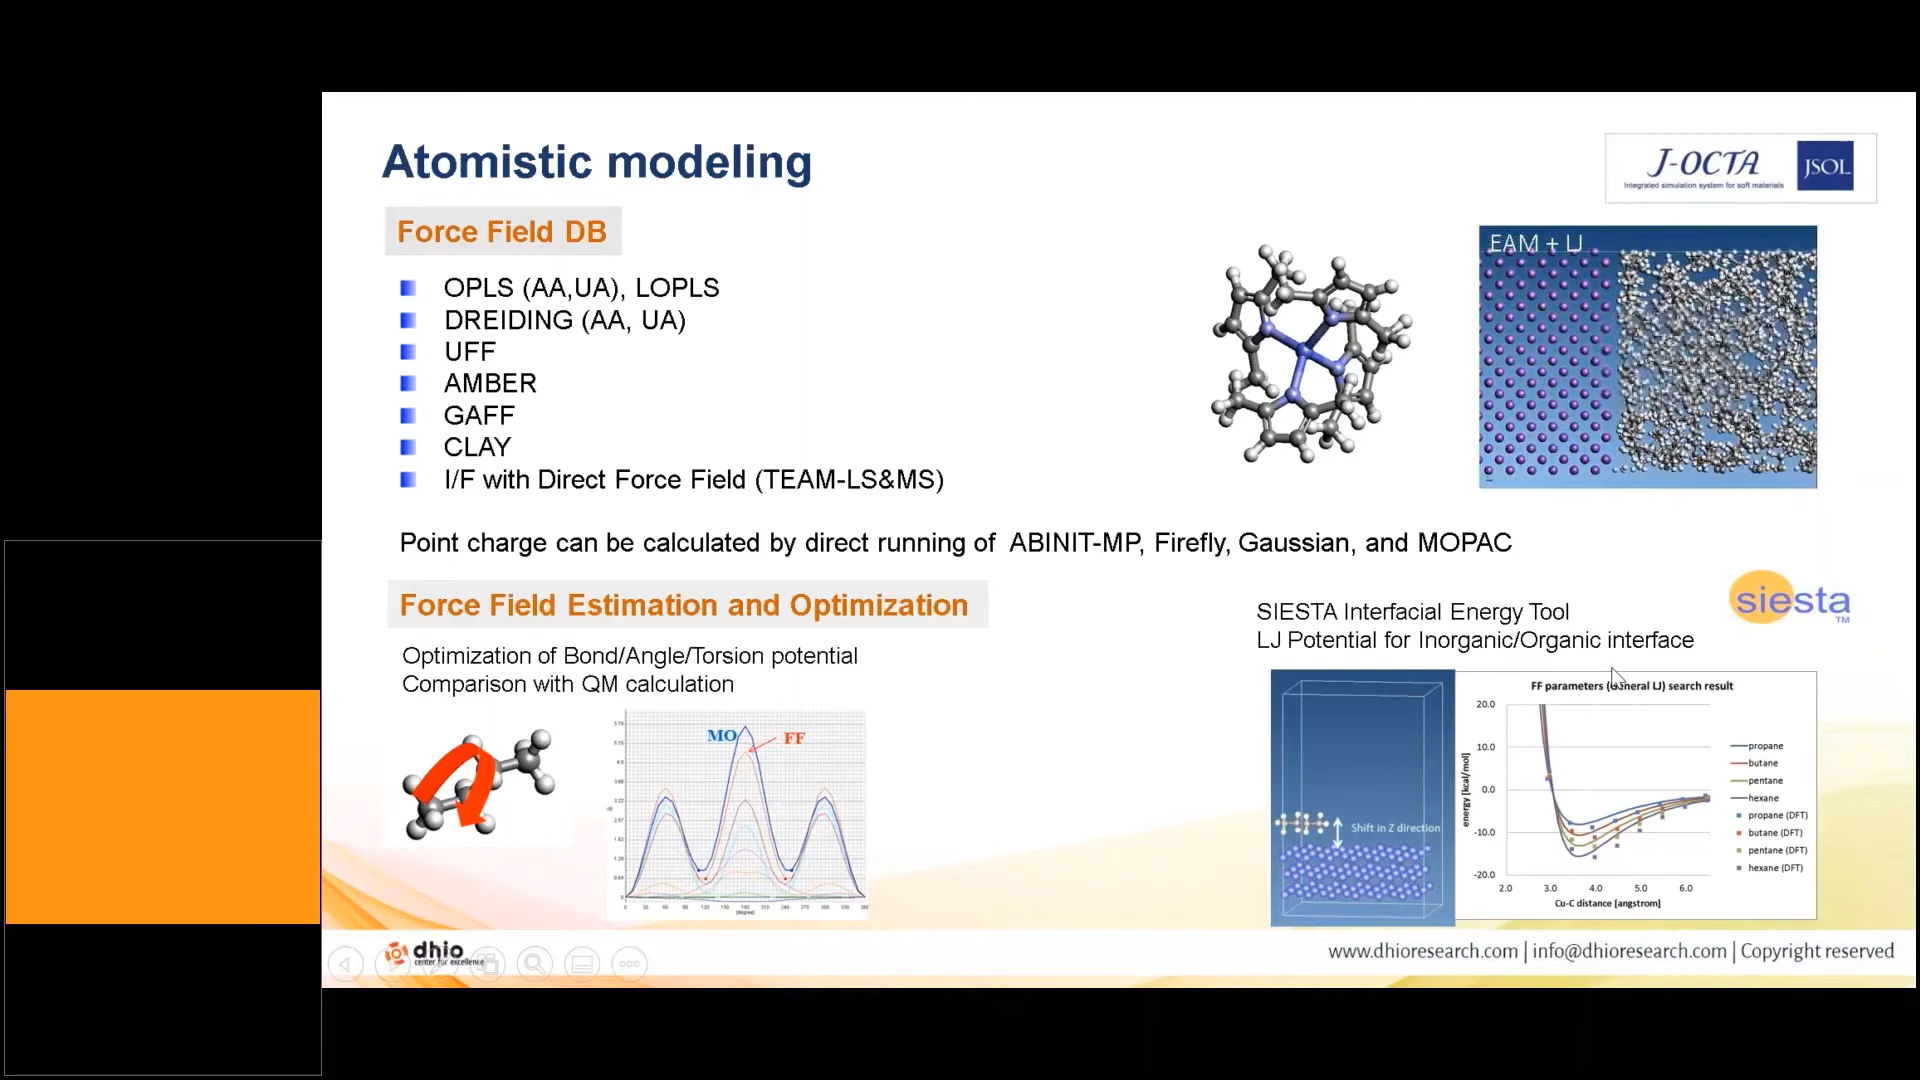 Atomistic modeling
J-OCTA
Integrated simulation system for soft materials
JSOL
Force Field DB
OPLS (AA,UA), LOPLS
DREIDING (AA, UA)
UFF
AMBER
GAFF
CLAY
I/F with Direct Force Field (TEAM-LS&MS)
EAM + LJ
Point charge can be calculated by direct running of ABINIT-MP, Firefly, Gaussian, and MOPAC
Force Field Estimation and Optimization
Optimization of Bond/Angle/Torsion potential
Comparison with QM calculation
MO
FF
SIESTA Interfacial Energy Tool
LJ Potential for Inorganic/Organic interface
siesta
TM
Shift in Z direction
FF parameters (General LJ) search result
20.0
10.0
0.0
-10.0
-20.0
energy [kcal/mol]
2.0 3.0 4.0 5.0 6.0
Cu-C distance [angstrom]
propane
butane
pentane
hexane
propane (DFT)
butane (DFT)
pentane (DFT)
hexane (DFT)
dhio
center for excellence
www.dhioresearch.com | info@dhioresearch.com | Copyright reserved